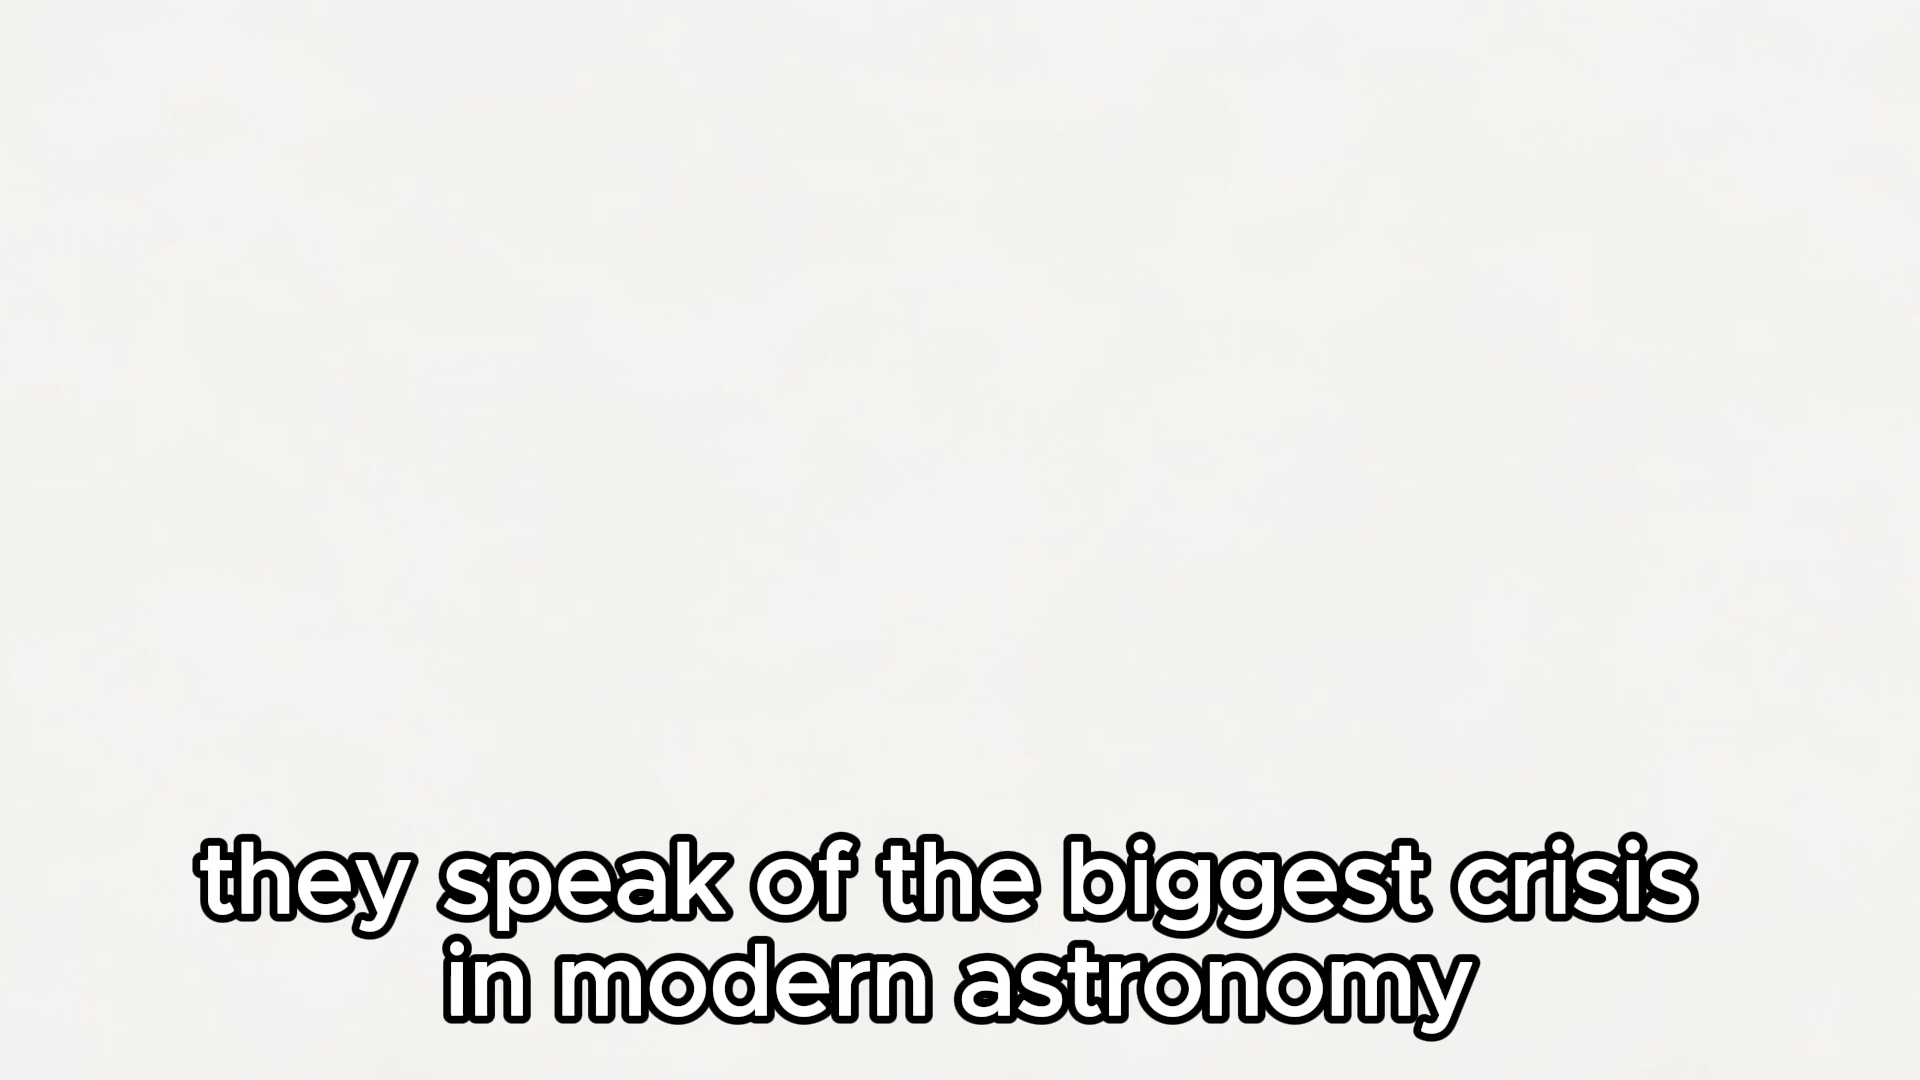 they speak of the biggest crisis
in modern astronomy